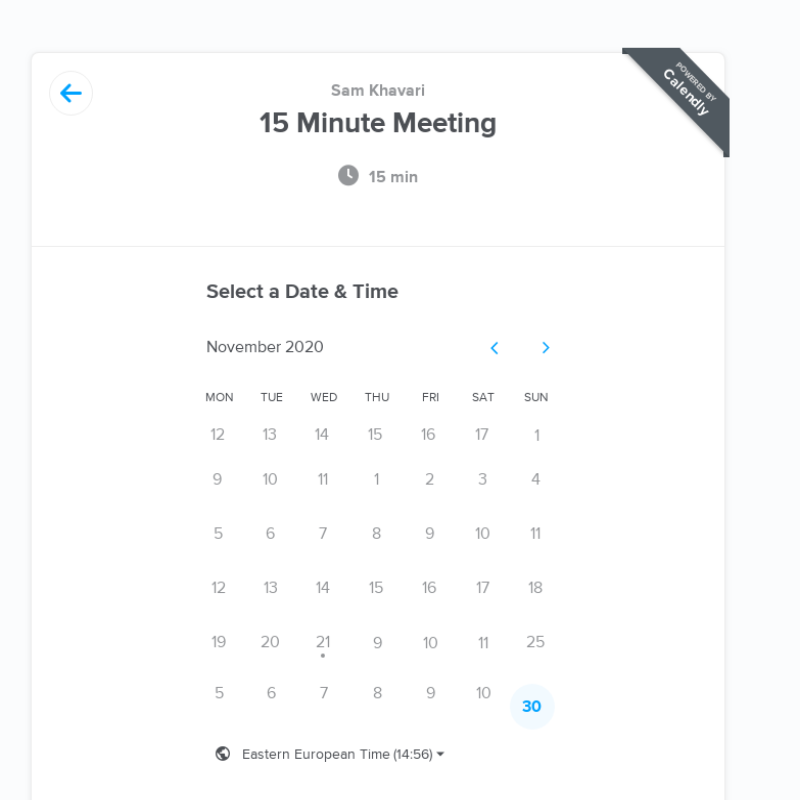 POWERED BY
Calendly
Sam Khavari
15 Minute Meeting
15 min
Select a Date & Time
November 2020
MON TUE WED THU FRI SAT SUN
12 13 14 15 16 17 1
9 10 11 1 2 3 4
5 6 7 8 9 10 11
12 13 14 15 16 17 18
19 20 21 9 10 11 25
5 6 7 8 9 10 30
Eastern European Time (14:56)